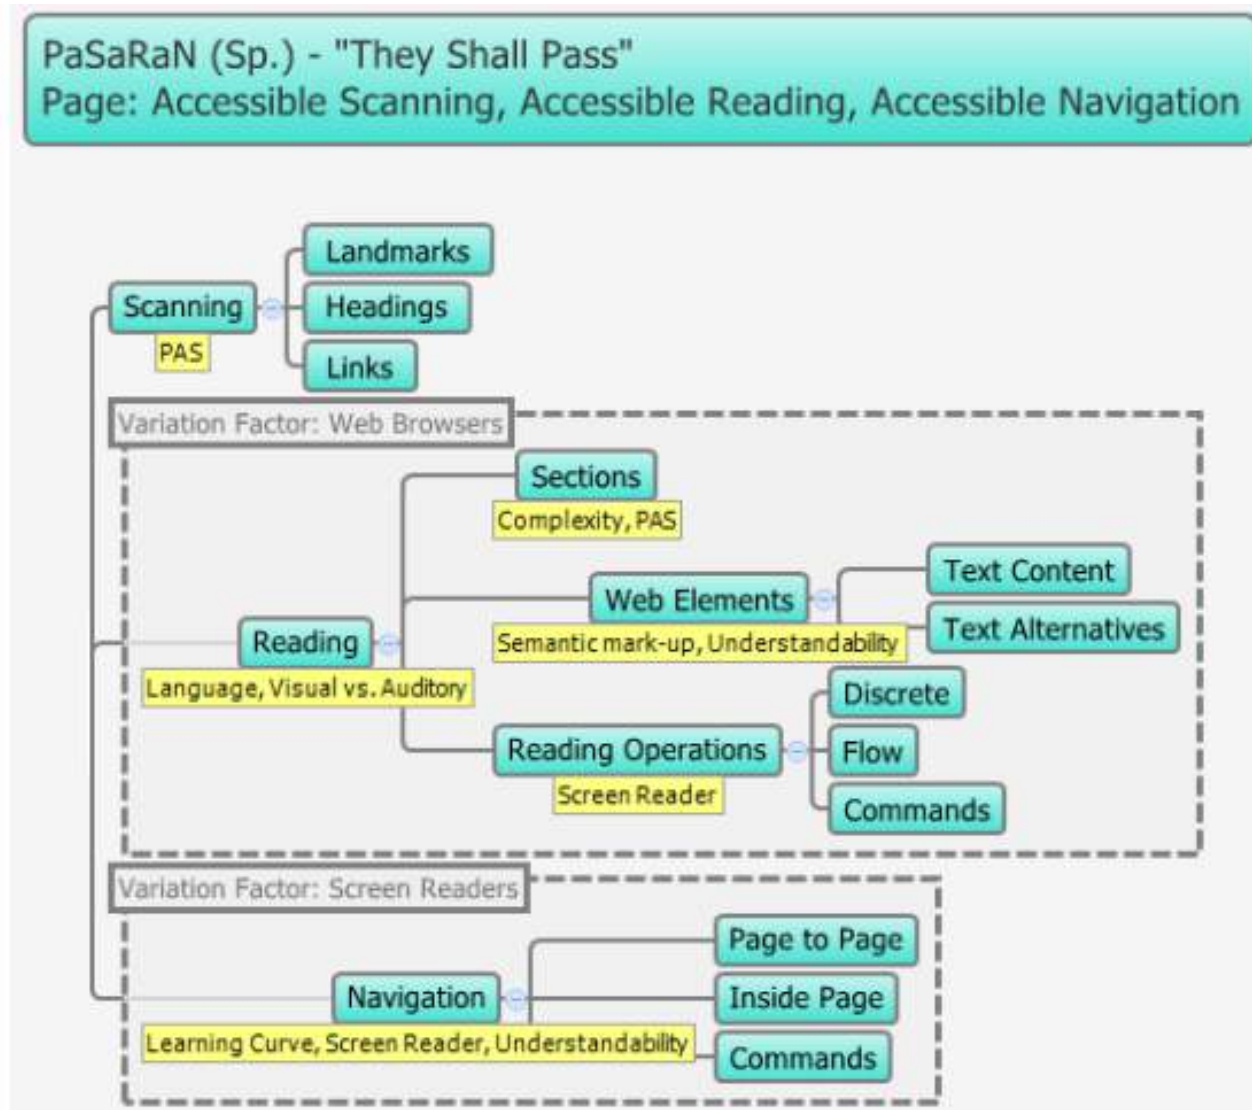 PaSaRaN (Sp.) - "They Shall Pass"
Page: Accessible Scanning, Accessible Reading, Accessible Navigation
Scanning
PAS
Landmarks
Headings
Links
Variation Factor: Web Browsers
Reading
Language, Visual vs. Auditory
Sections
Complexity, PAS
Web Elements
Semantic mark-up, Understandability
Text Content
Text Alternatives
Reading Operations
Screen Reader
Discrete
Flow
Commands
Variation Factor: Screen Readers
Navigation
Learning Curve, Screen Reader, Understandability
Page to Page
Inside Page
Commands